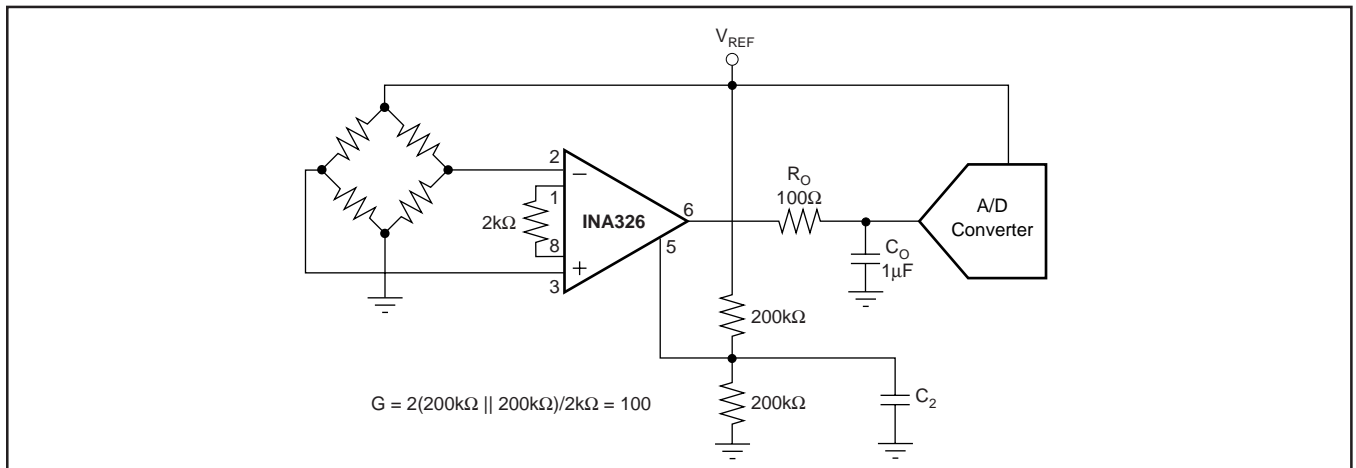 V_REF
2
−
1
2kΩ
INA326
8
+
3
6
5
R_O
100Ω
A/D
Converter
C_O
1µF
200kΩ
200kΩ
C_2
G = 2(200kΩ || 200kΩ)/2kΩ = 100